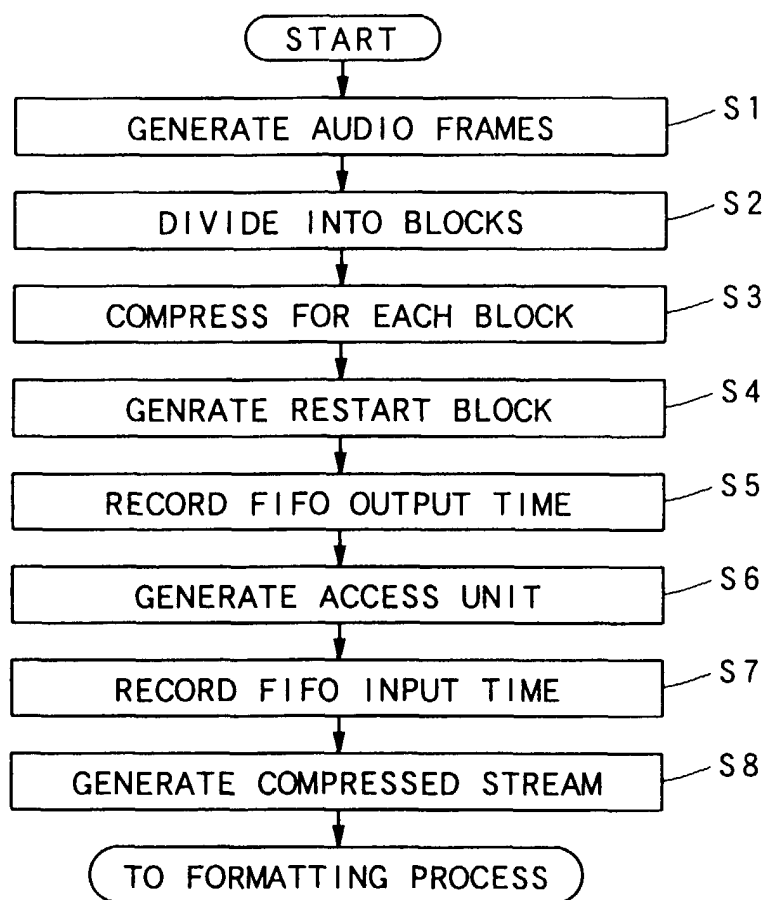 START
GENERATE AUDIO FRAMES
S1
DIVIDE INTO BLOCKS
S2
COMPRESS FOR EACH BLOCK
S3
GENRATE RESTART BLOCK
S4
RECORD FIFO OUTPUT TIME
S5
GENERATE ACCESS UNIT
S6
RECORD FIFO INPUT TIME
S7
GENERATE COMPRESSED STREAM
S8
TO FORMATTING PROCESS